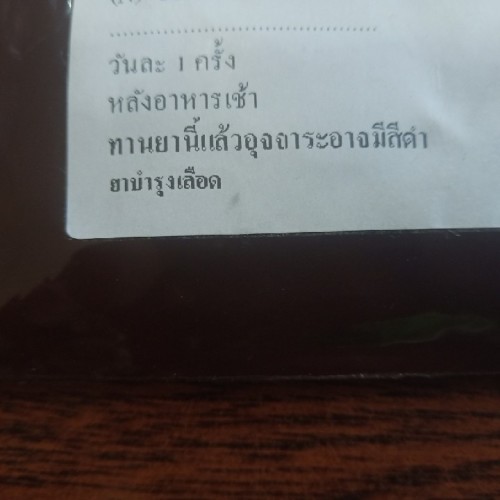 วันละ 1 ครั้ง
หลังอาหารเช้า
ทานยานี้แล้วอุจจาระอาจมีสีดำ
ยาบำรุงเลือด